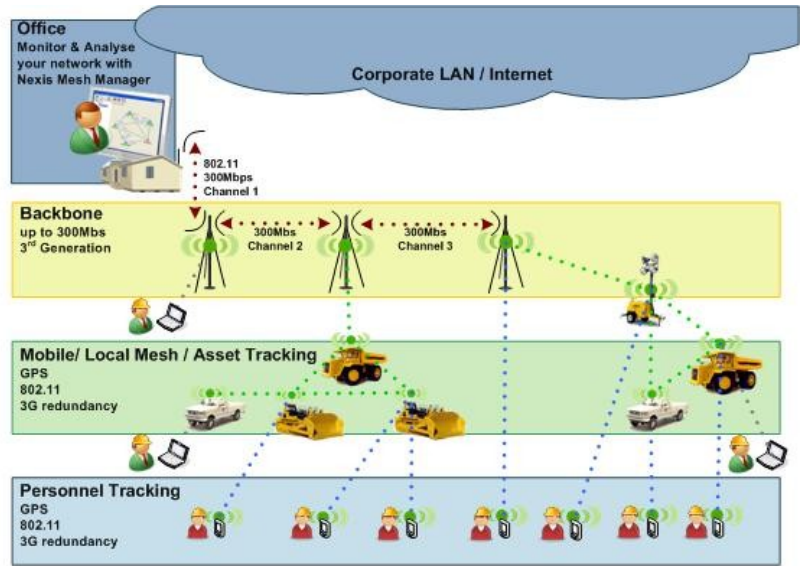 Office
Monitor & Analyse
your network with
Nexis Mesh Manager
Corporate LAN / Internet
802.11
300Mbps
Channel 1
Backbone
up to 300Mbs
3rd Generation
300Mbs
Channel 2
300Mbs
Channel 3
Mobile/ Local Mesh / Asset Tracking
GPS
802.11
3G redundancy
Personnel Tracking
GPS
802.11
3G redundancy